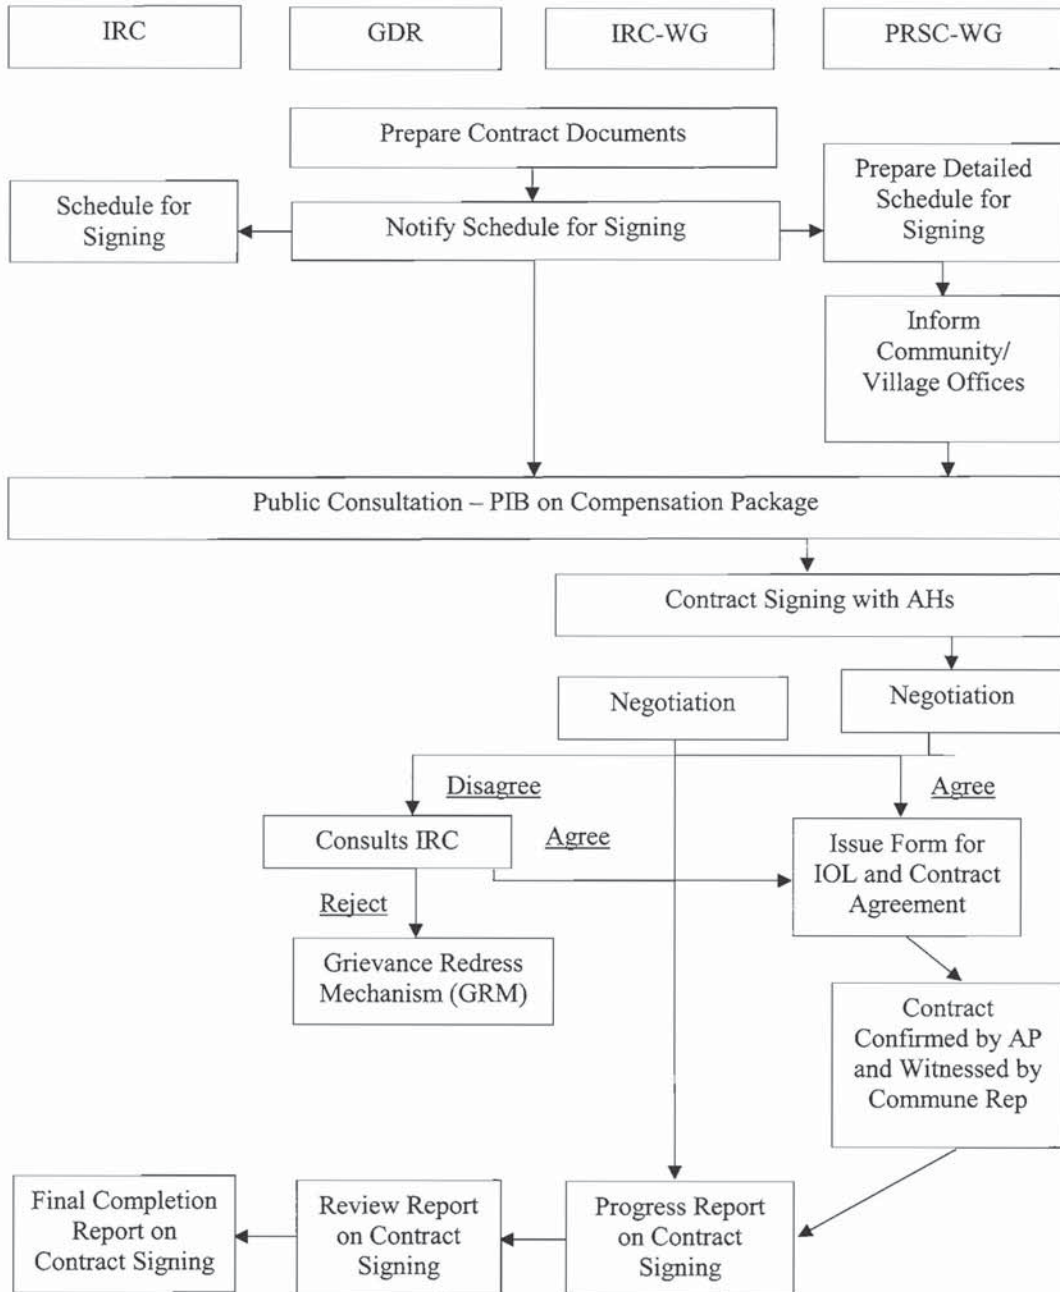 IRC
GDR
IRC-WG
PRSC-WG
Prepare Contract Documents
Prepare Detailed
Schedule for
Signing
Schedule for
Signing
Notify Schedule for Signing
Inform
Community/
Village Offices
Public Consultation – PIB on Compensation Package
Contract Signing with AHs
Negotiation
Negotiation
Disagree
Agree
Consults IRC
Agree
Issue Form for
IOL and Contract
Agreement
Reject
Grievance Redress
Mechanism (GRM)
Contract
Confirmed by AP
and Witnessed by
Commune Rep
Final Completion
Report on
Contract Signing
Review Report
on Contract
Signing
Progress Report
on Contract
Signing